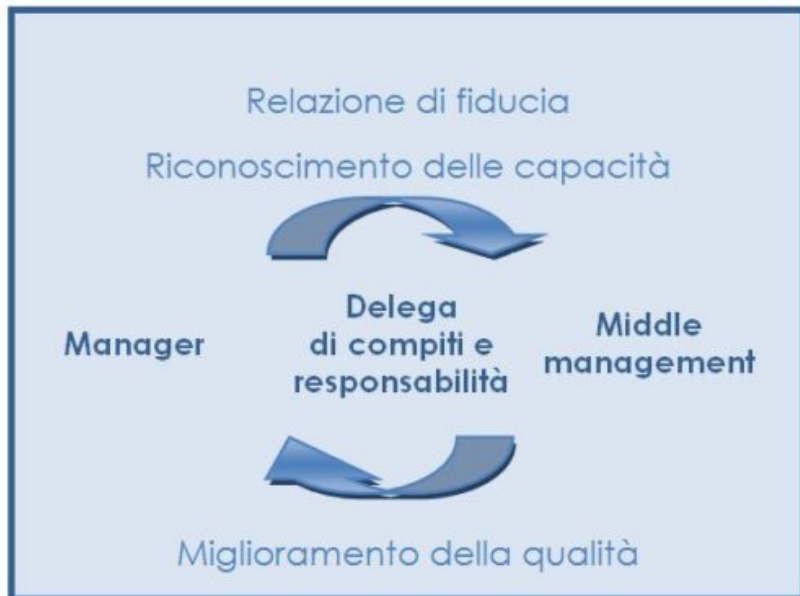 Relazione di fiducia
Riconoscimento delle capacità
Manager
Delega
di compiti e
responsabilità
Middle
management
Miglioramento della qualità